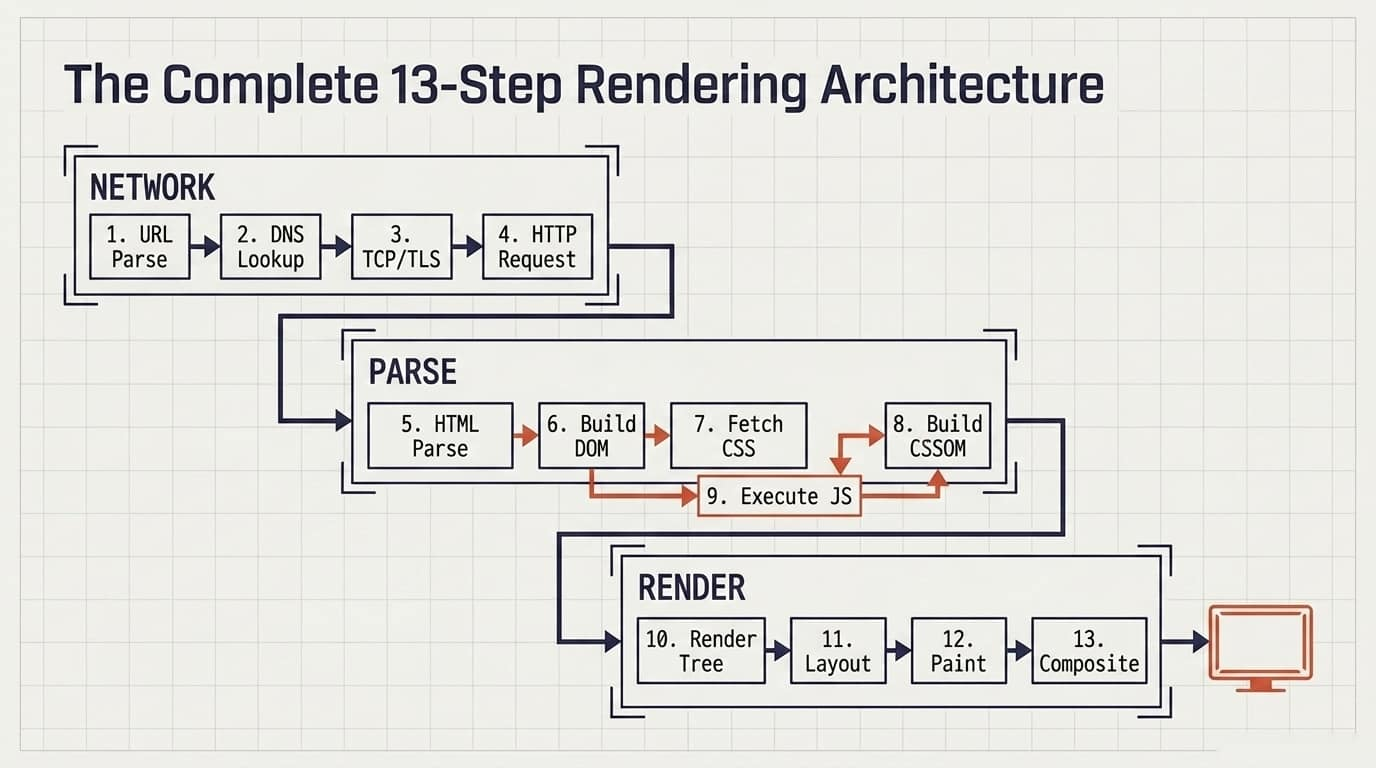 The Complete 13-Step Rendering Architecture
NETWORK
1. URL
Parse
2. DNS
Lookup
3.
TCP/TLS
4. HTTP
Request
PARSE
5. HTML
Parse
6. Build
DOM
7. Fetch
CSS
8. Build
CSSOM
9. Execute JS
RENDER
10. Render
Tree
11.
Layout
12.
Paint
13.
Composite